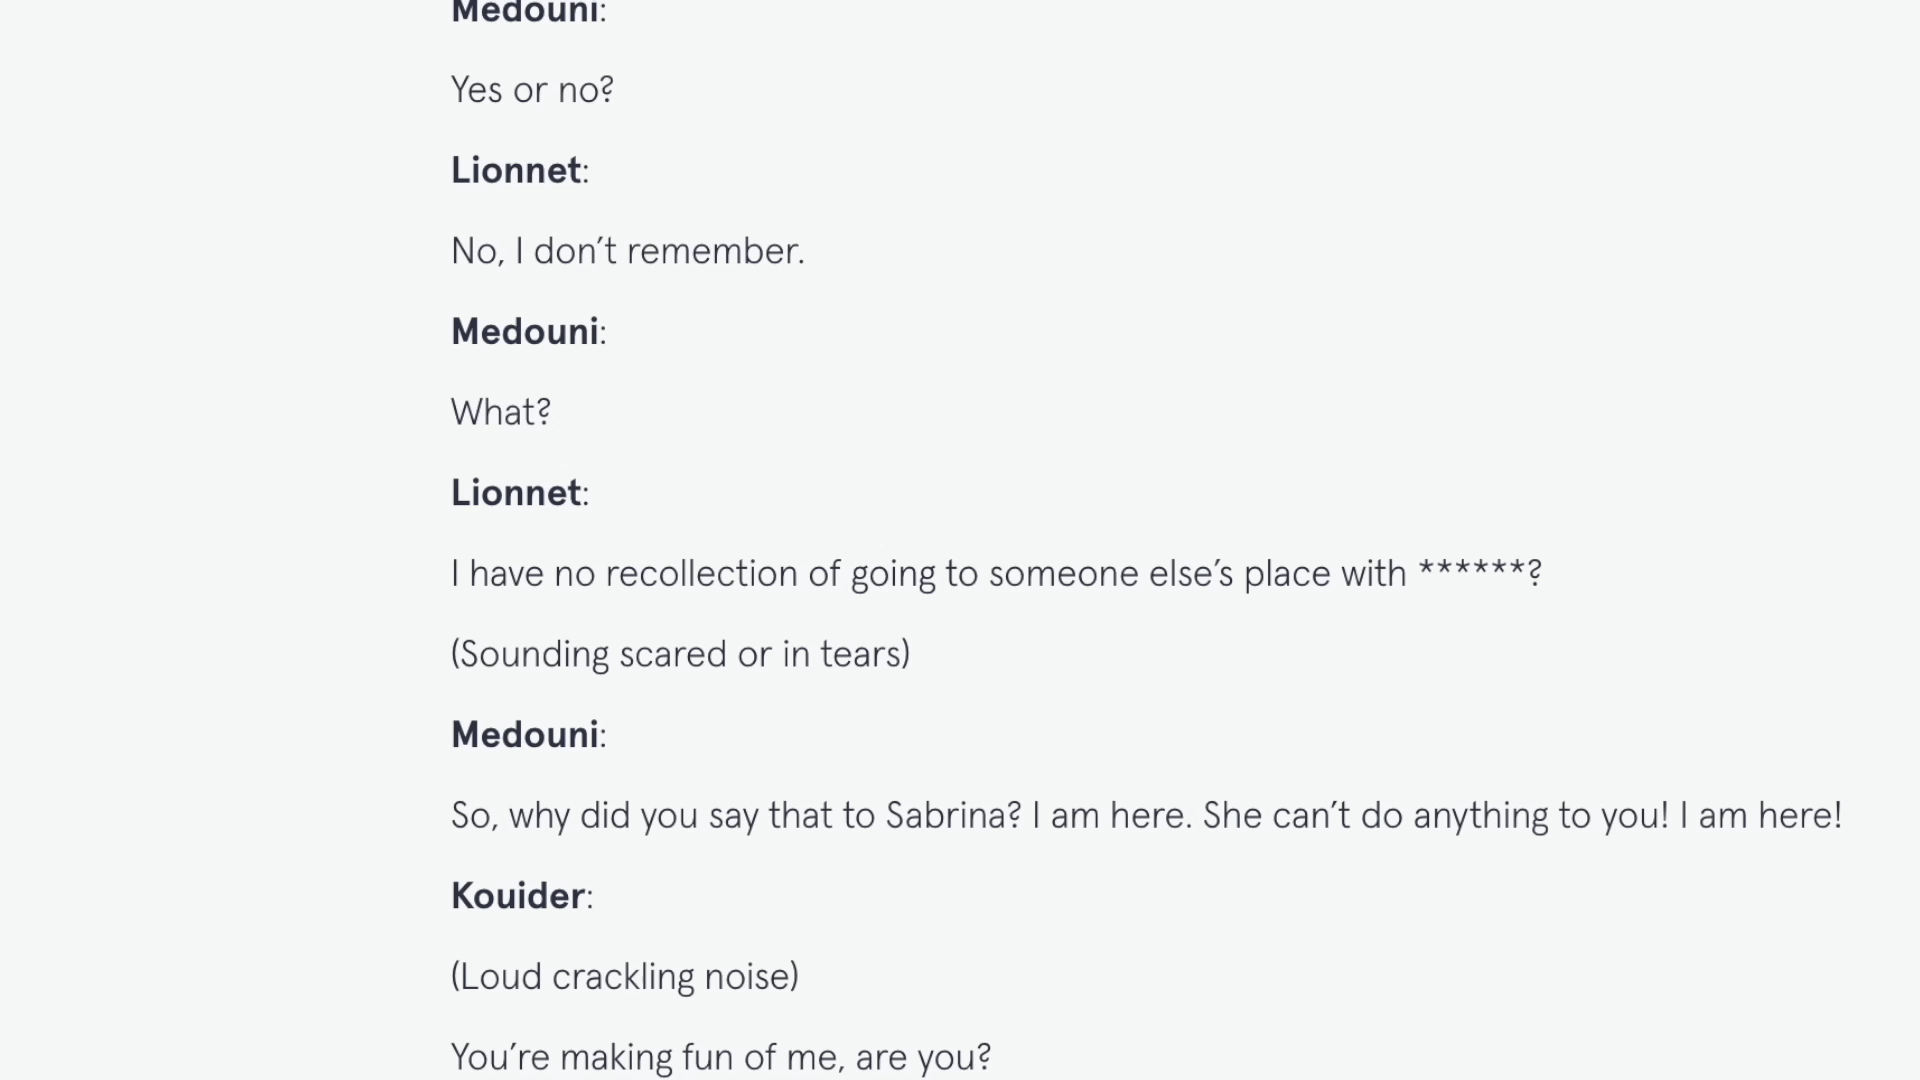 Medouni:
Yes or no?
Lionnet:
No, I don’t remember.
Medouni:
What?
Lionnet:
I have no recollection of going to someone else’s place with ******?
(Sounding scared or in tears)
Medouni:
So, why did you say that to Sabrina? I am here. She can’t do anything to you! I am here!
Kouider:
(Loud crackling noise)
You’re making fun of me, are you?